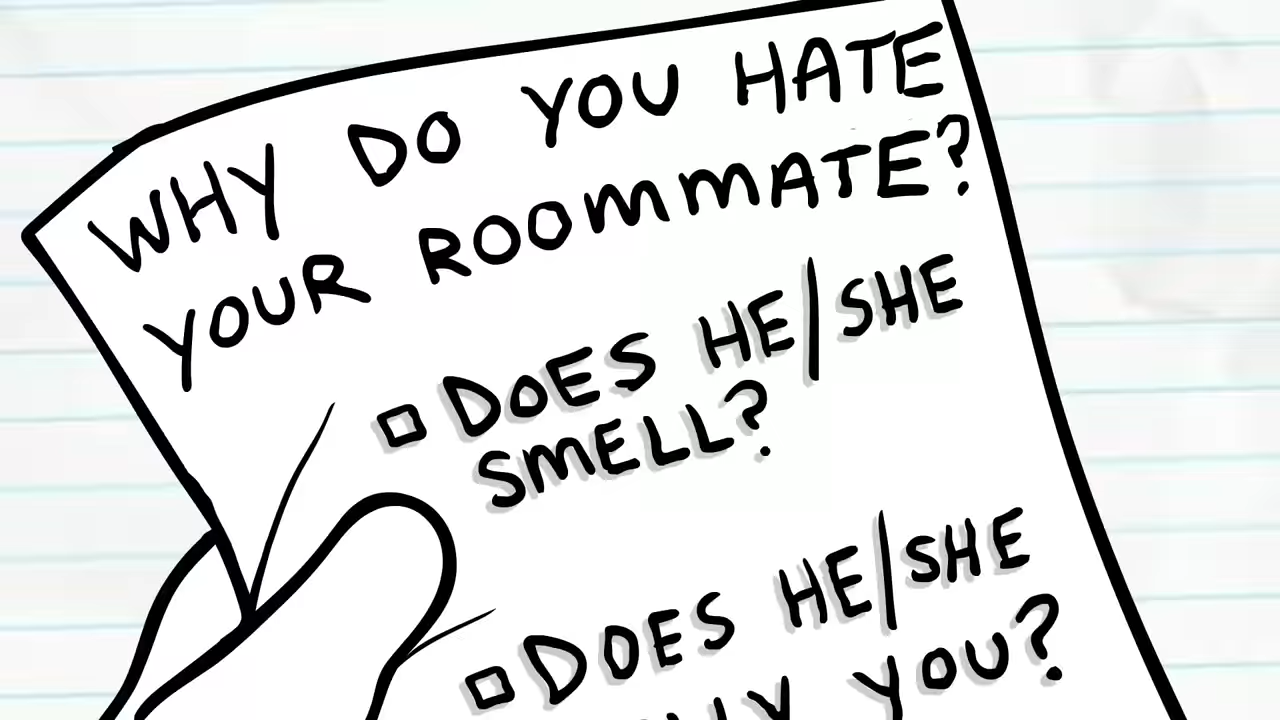 WHY DO YOU HATE
YOUR ROOMMATE?
DOES HE/SHE
SMELL?
DOES HE/SHE
YOU?